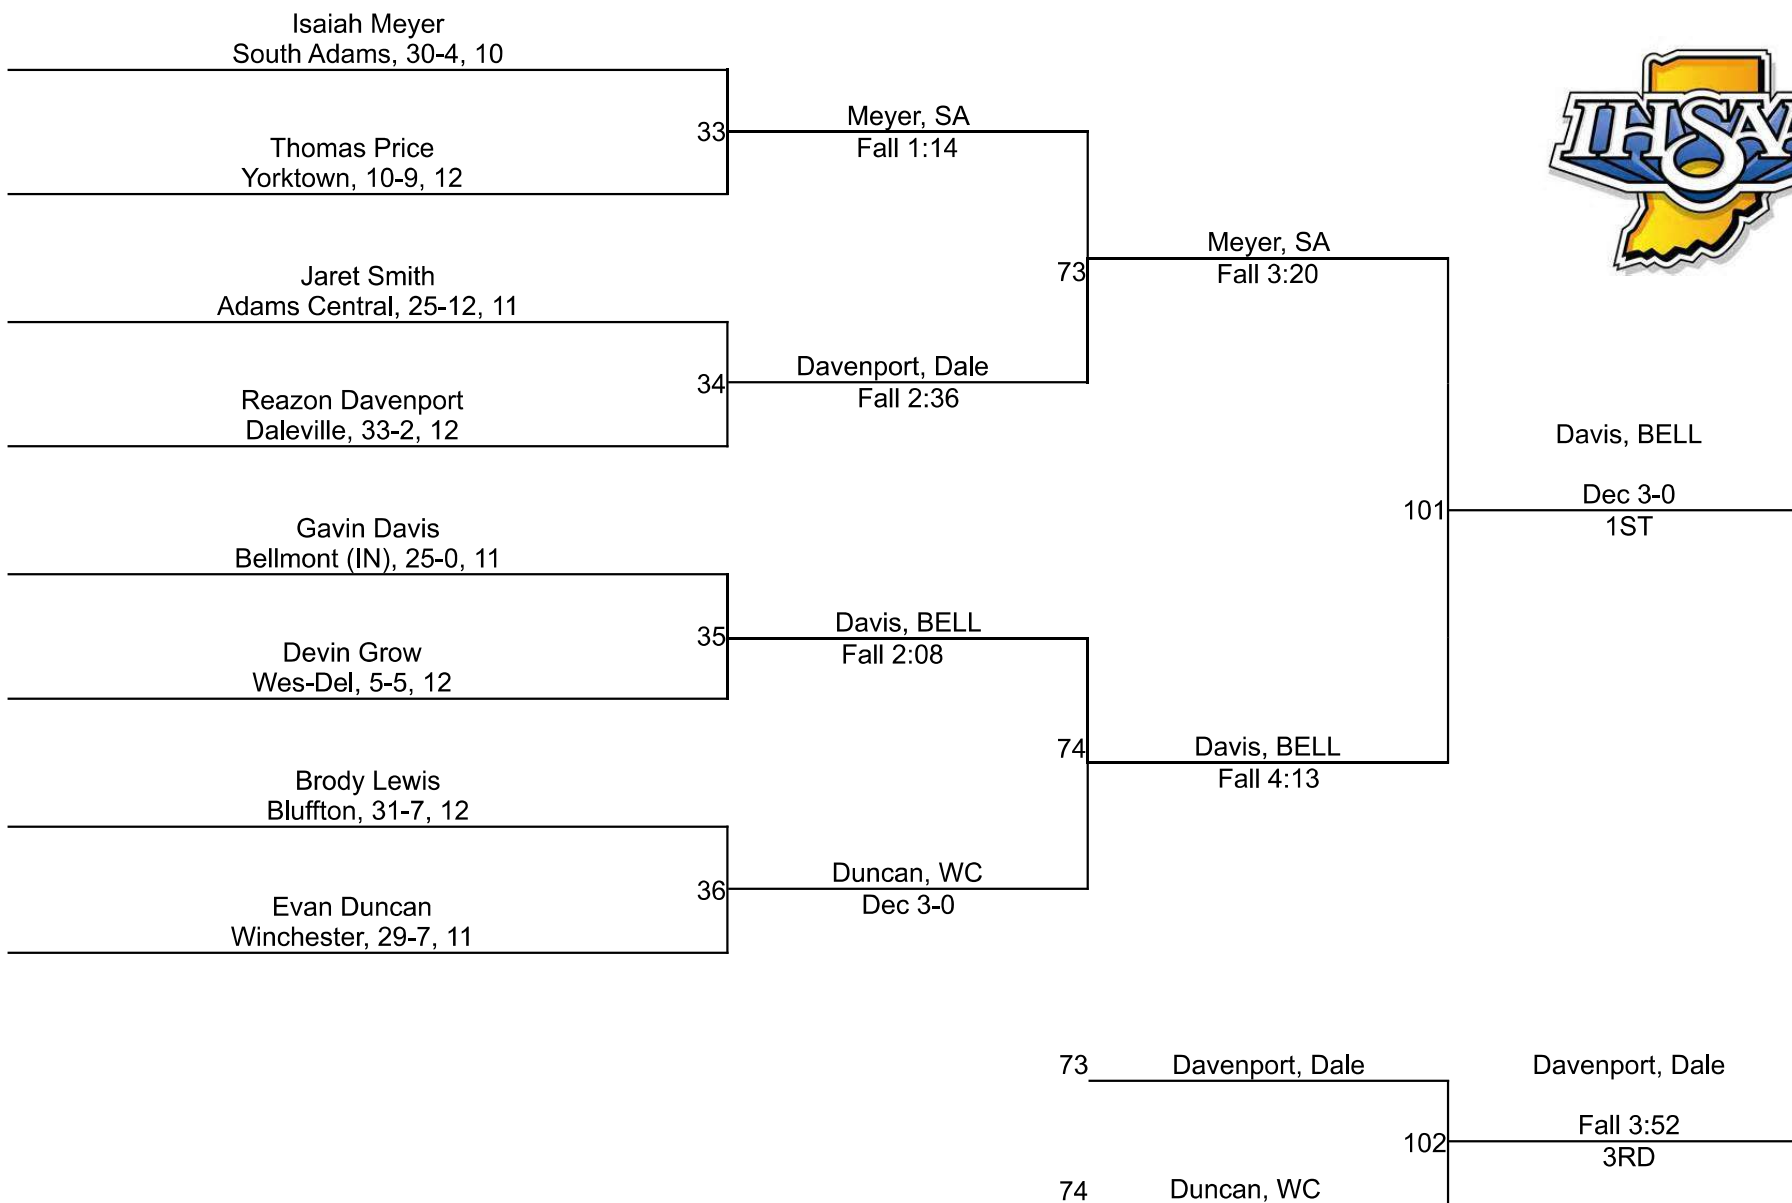 Isaiah Meyer
South Adams, 30-4, 10
Thomas Price
Yorktown, 10-9, 12
33
Meyer, SA
Fall 1:14
Jaret Smith
Adams Central, 25-12, 11
Reazon Davenport
Daleville, 33-2, 12
34
Davenport, Dale
Fall 2:36
73
Meyer, SA
Fall 3:20
Gavin Davis
Bellmont (IN), 25-0, 11
Devin Grow
Wes-Del, 5-5, 12
35
Davis, BELL
Fall 2:08
Brody Lewis
Bluffton, 31-7, 12
Evan Duncan
Winchester, 29-7, 11
36
Duncan, WC
Dec 3-0
74
Davis, BELL
Fall 4:13
101
Davis, BELL
Dec 3-0
1ST
IHSAA
73
Davenport, Dale
74
Duncan, WC
102
Davenport, Dale
Fall 3:52
3RD